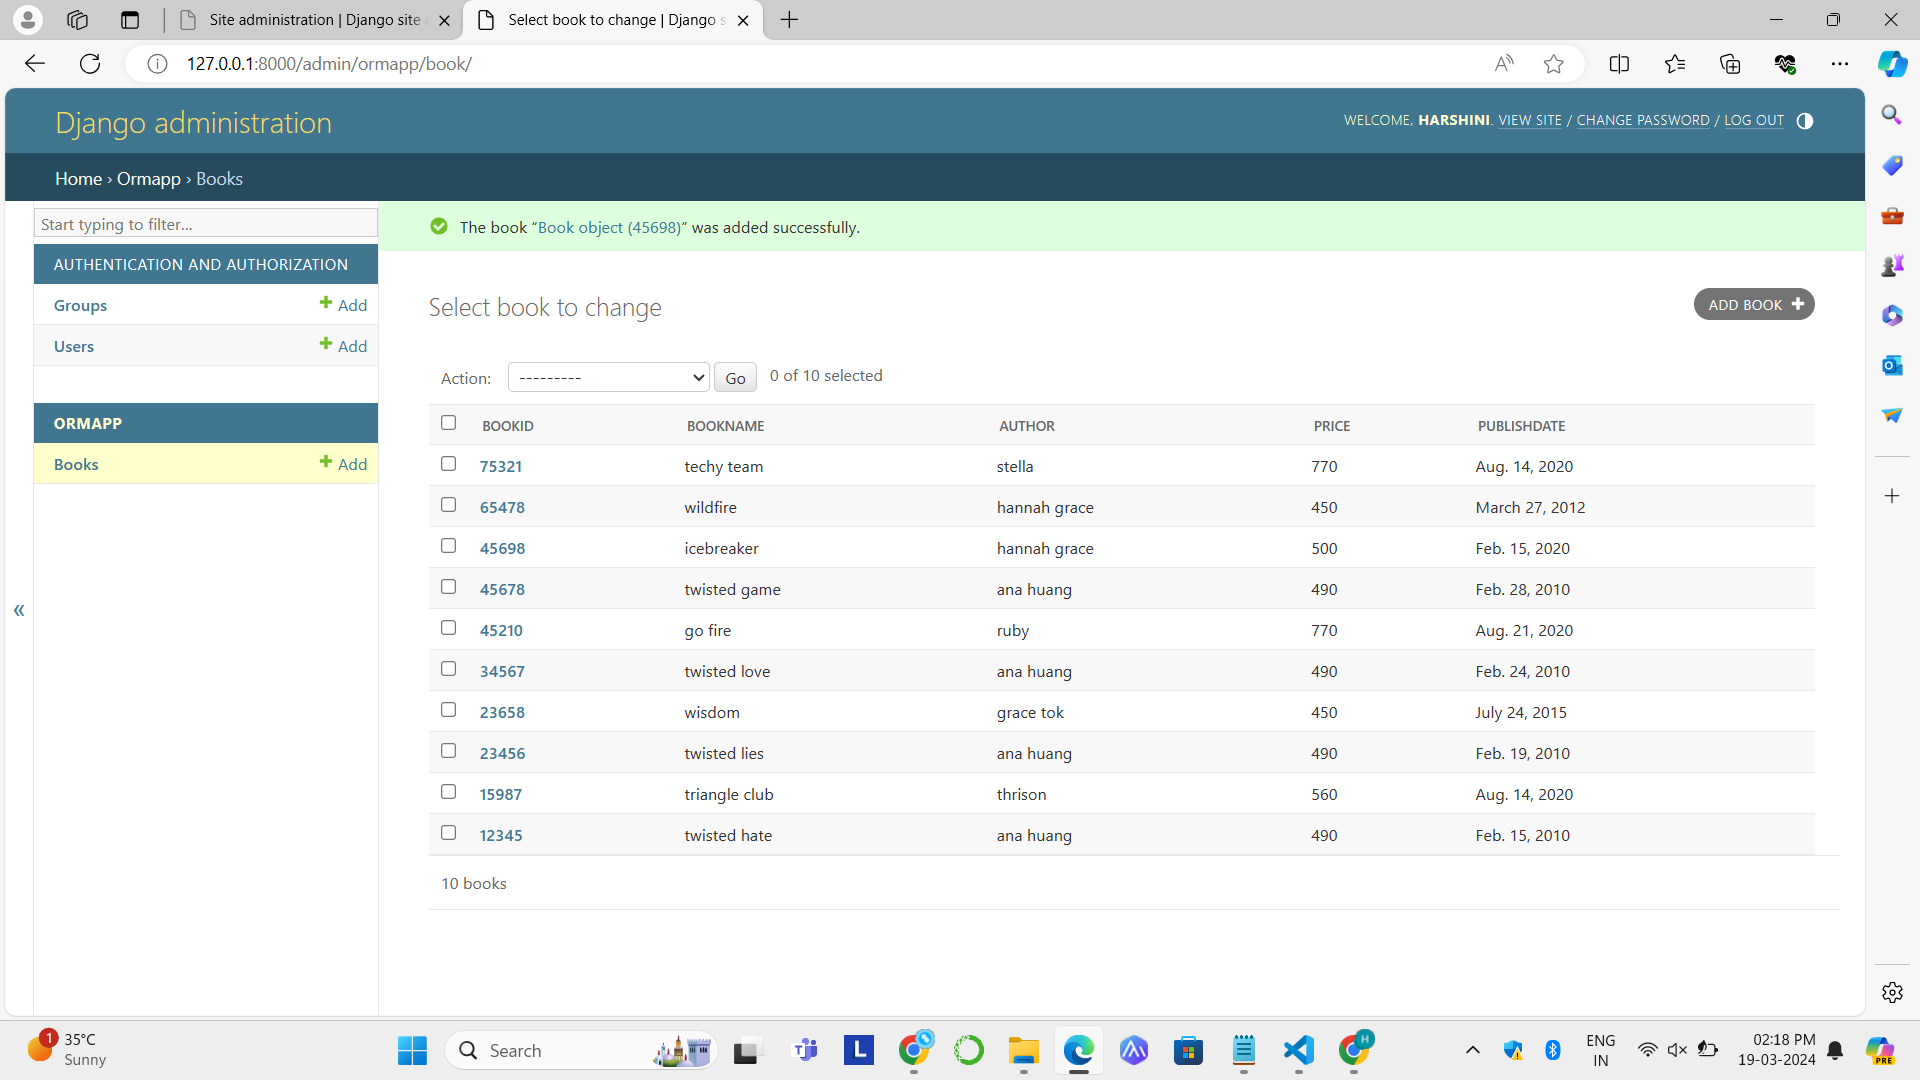 Site administration | Django site
Select book to change | Django s
127.0.0.1:8000/admin/ormapp/book/
Django administration
WELCOME, HARSHINI. VIEW SITE / CHANGE PASSWORD / LOG OUT
Home › Ormapp › Books
Start typing to filter...
AUTHENTICATION AND AUTHORIZATION
Groups + Add
Users + Add
ORMAPP
Books + Add
«
The book “Book object (45698)” was added successfully.
Select book to change
ADD BOOK +
Action: --------- Go 0 of 10 selected
BOOKID BOOKNAME AUTHOR PRICE PUBLISHDATE
75321 techy team stella 770 Aug. 14, 2020
65478 wildfire hannah grace 450 March 27, 2012
45698 icebreaker hannah grace 500 Feb. 15, 2020
45678 twisted game ana huang 490 Feb. 28, 2010
45210 go fire ruby 770 Aug. 21, 2020
34567 twisted love ana huang 490 Feb. 24, 2010
23658 wisdom grace tok 450 July 24, 2015
23456 twisted lies ana huang 490 Feb. 19, 2010
15987 triangle club thrison 560 Aug. 14, 2020
12345 twisted hate ana huang 490 Feb. 15, 2010
10 books
1
35°C
Sunny
Search
L
H
ENG
IN
02:18 PM
19-03-2024
PRE